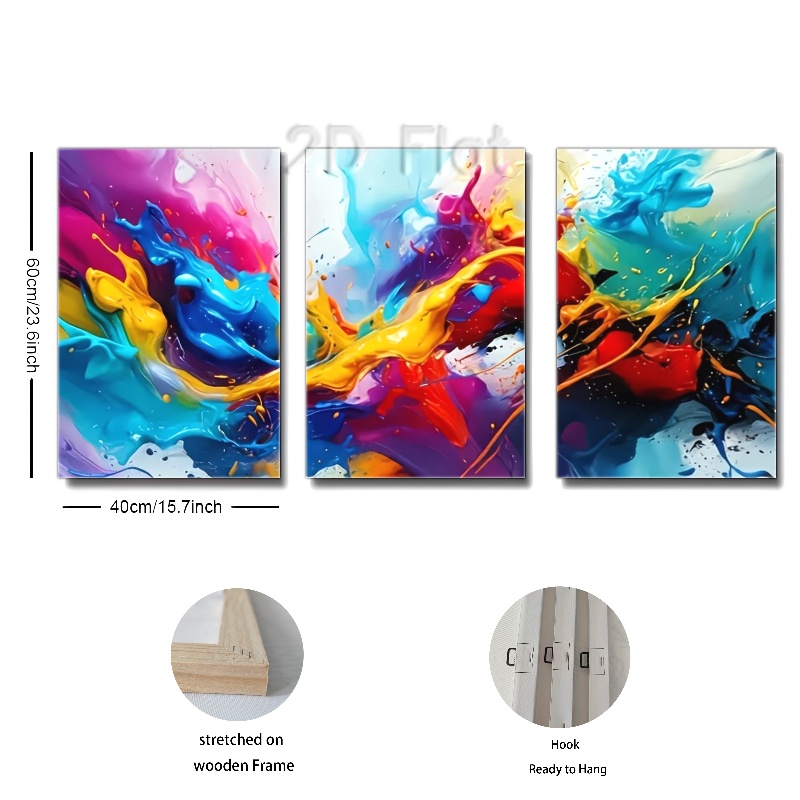 2D Flat
60cm/23.6inch
40cm/15.7inch
stretched on
wooden Frame
Hook
Ready to Hang